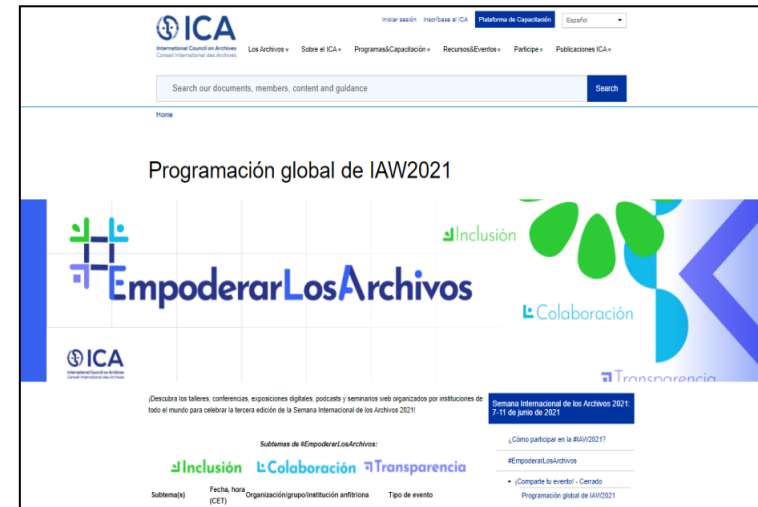 Iniciar sesión Inscríbase al ICA Plataforma de Capacitación Español
ICA
International Council on Archives
Conseil International des Archives
Los Archivos Sobre el ICA Programas&Capacitación Recursos&Eventos Participe Publicaciones ICA
Search our documents, members, content and guidance Search
Home
Programación global de IAW2021
Inclusión
#EmpoderarLosArchivos
Colaboración
ICA
International Council on Archives
Conseil International des Archives
Transparencia
¡Descubra los talleres, conferencias, exposiciones digitales, podcasts y seminarios web organizados por instituciones de
todo el mundo para celebrar la tercera edición de la Semana Internacional de los Archivos 2021!
Semana Internacional de los Archivos 2021:
7-11 de junio de 2021
¿Cómo participar en la #IAW2021?
Subtemas de #EmpoderarLosArchivos:
#EmpoderarLosArchivos
Inclusión Colaboración Transparencia
¡Comparte tu evento! - Cerrado
Subtema(s) Fecha, hora (CET) Organización/grupo/institución anfitriona Tipo de evento
Programación global de IAW2021